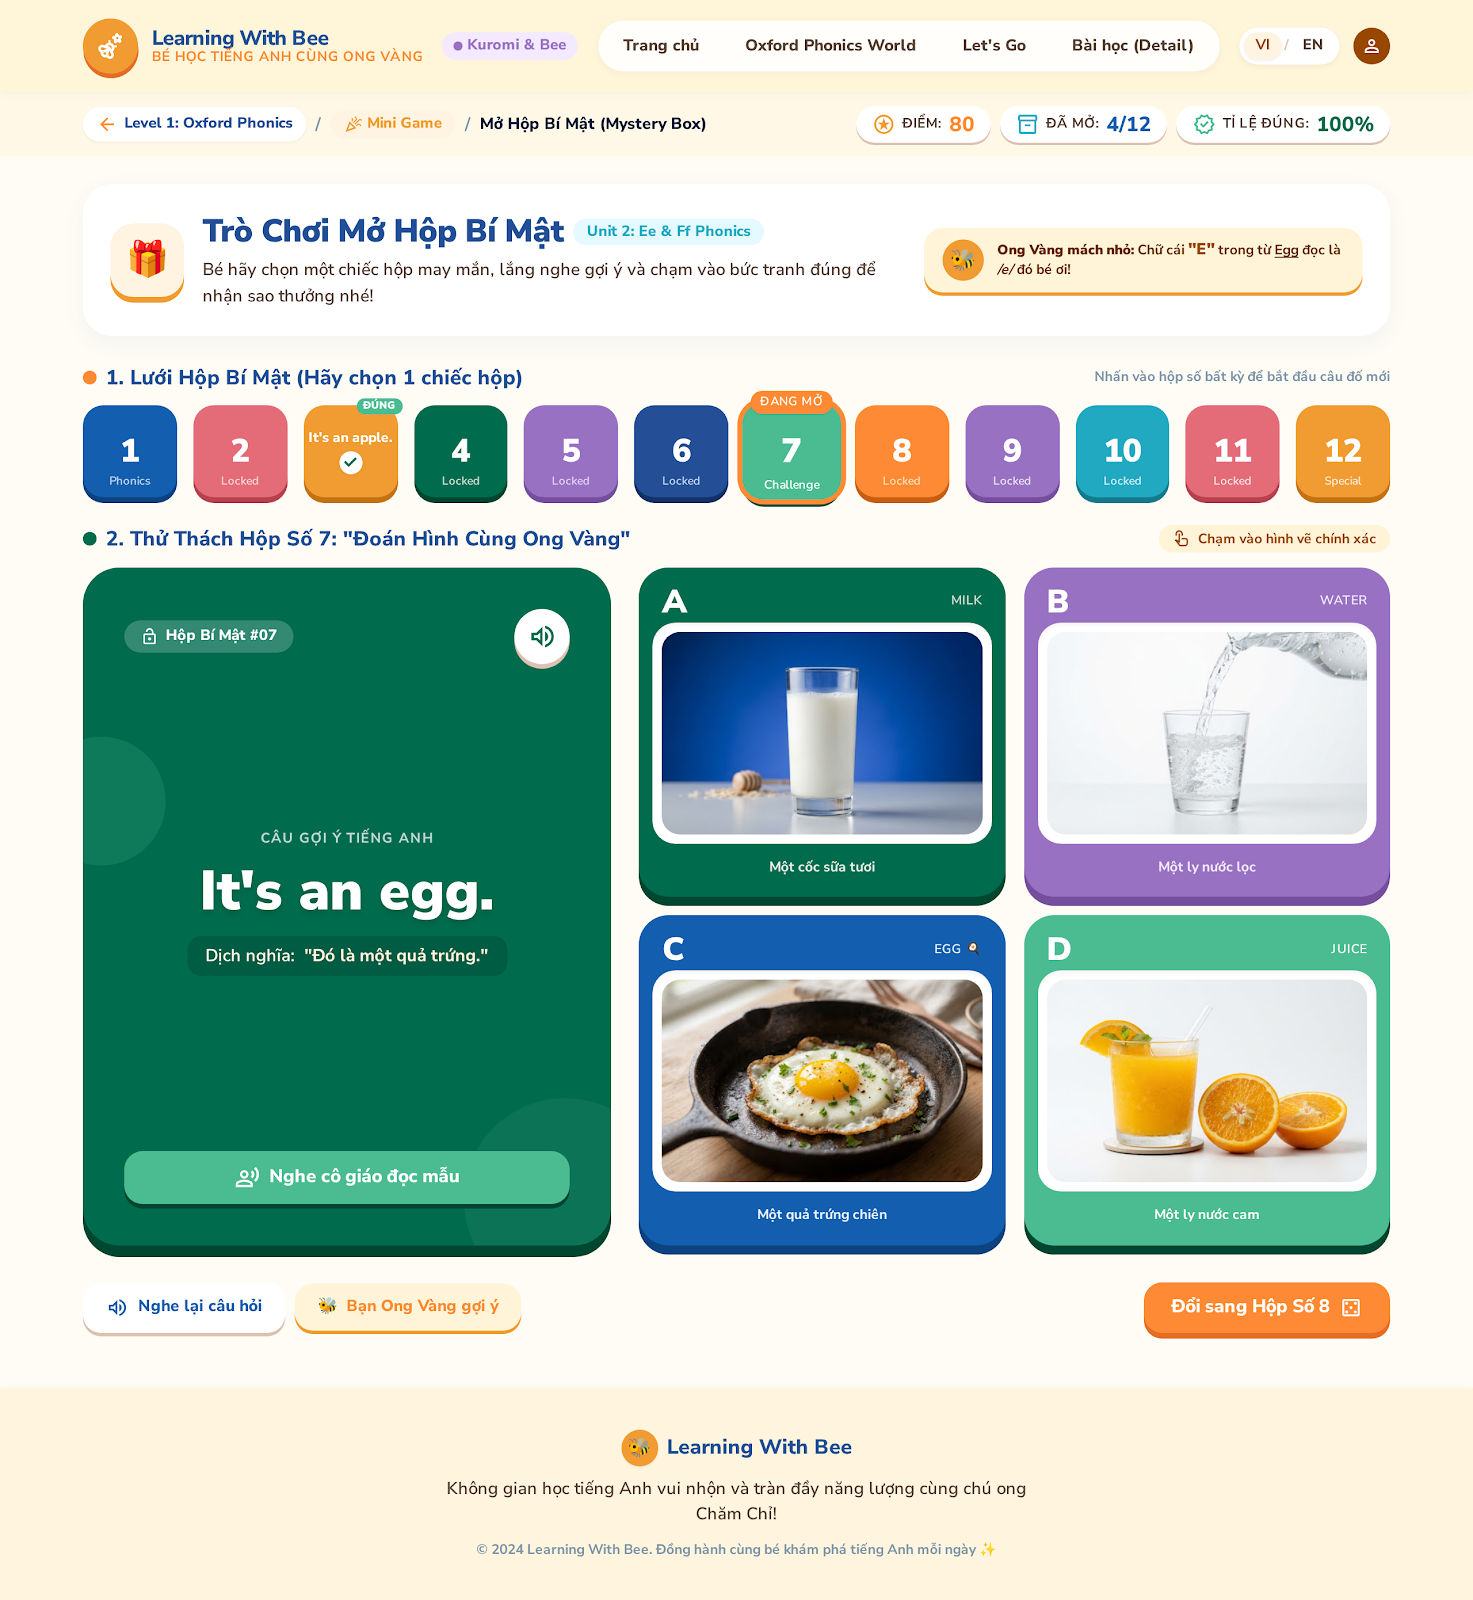 Learning With Bee
BÉ HỌC TIẾNG ANH CÙNG ONG VÀNG
Kuromi & Bee
Trang chủ
Oxford Phonics World
Let's Go
Bài học (Detail)
VI / EN
Level 1: Oxford Phonics / Mini Game / Mở Hộp Bí Mật (Mystery Box)
ĐIỂM: 80
ĐÃ MỞ: 4/12
TỈ LỆ ĐÚNG: 100%
Trò Chơi Mở Hộp Bí Mật
Unit 2: Ee & Ff Phonics
Bé hãy chọn một chiếc hộp may mắn, lắng nghe gợi ý và chạm vào bức tranh đúng để
nhận sao thưởng nhé!
Ong Vàng mách nhỏ: Chữ cái "E" trong từ Egg đọc là
/e/ đó bé ơi!
1. Lưới Hộp Bí Mật (Hãy chọn 1 chiếc hộp)
Nhấn vào hộp số bất kỳ để bắt đầu câu đố mới
1
Phonics
2
Locked
ĐÚNG
It's an apple.
4
Locked
5
Locked
6
Locked
ĐANG MỞ
7
Challenge
8
Locked
9
Locked
10
Locked
11
Locked
12
Special
2. Thử Thách Hộp Số 7: "Đoán Hình Cùng Ong Vàng"
Chạm vào hình vẽ chính xác
Hộp Bí Mật #07
CÂU GỢI Ý TIẾNG ANH
It's an egg.
Dịch nghĩa: "Đó là một quả trứng."
Nghe cô giáo đọc mẫu
A
MILK
Một cốc sữa tươi
B
WATER
Một ly nước lọc
C
EGG 🍳
Một quả trứng chiên
D
JUICE
Một ly nước cam
Nghe lại câu hỏi
Bạn Ong Vàng gợi ý
Đổi sang Hộp Số 8
Learning With Bee
Không gian học tiếng Anh vui nhộn và tràn đầy năng lượng cùng chú ong
Chăm Chỉ!
© 2024 Learning With Bee. Đồng hành cùng bé khám phá tiếng Anh mỗi ngày ✨